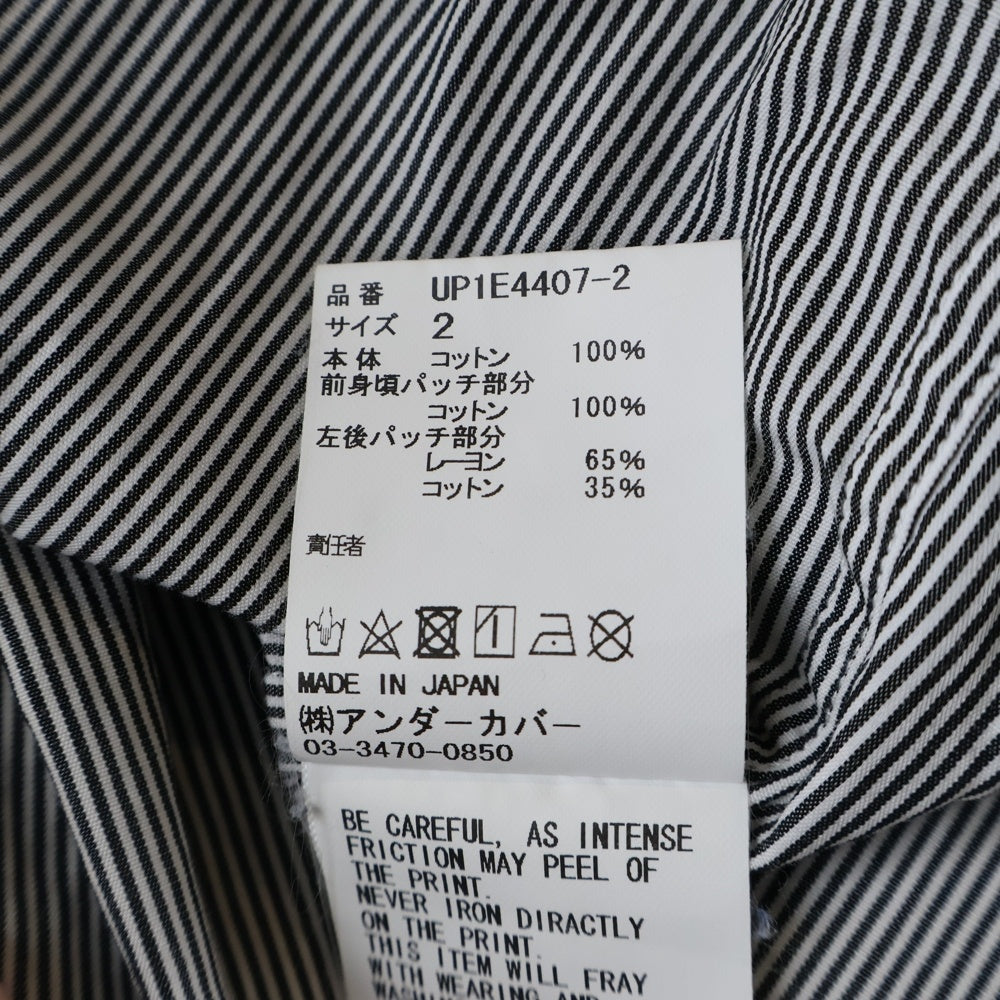 品番 UP1E4407-2
サイズ 2
本体 コットン 100%
前身頃パッチ部分
コットン 100%
左後パッチ部分
レーヨン 65%
コットン 35%
責任者
MADE IN JAPAN
(株)アンダーカバー
03-3470-0850
BE CAREFUL, AS INTENSE
FRICTION MAY PEEL OF
THE PRINT.
NEVER IRON DIRACTLY
ON THE PRINT.
THIS ITEM WILL FRAY
WITH WEARING AND